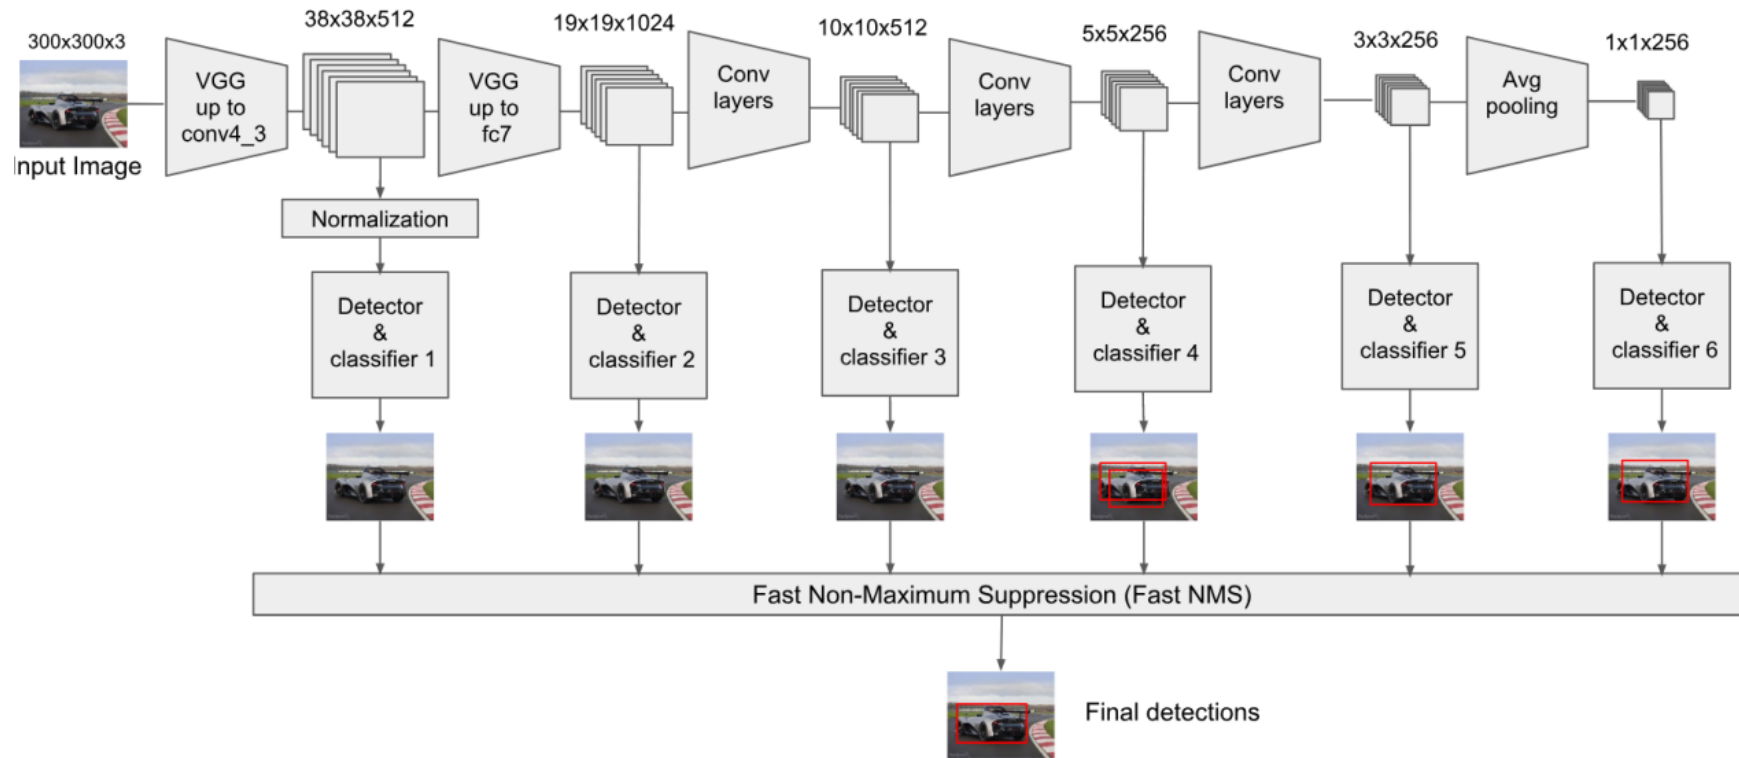 300x300x3
38x38x512
19x19x1024
10x10x512
5x5x256
3x3x256
1x1x256
VGG
up to
conv4_3
VGG
up to
fc7
Conv
layers
Conv
layers
Conv
layers
Avg
pooling
nput Image
Normalization
Detector
&
classifier 1
Detector
&
classifier 2
Detector
&
classifier 3
Detector
&
classifier 4
Detector
&
classifier 5
Detector
&
classifier 6
Fast Non-Maximum Suppression (Fast NMS)
Final detections